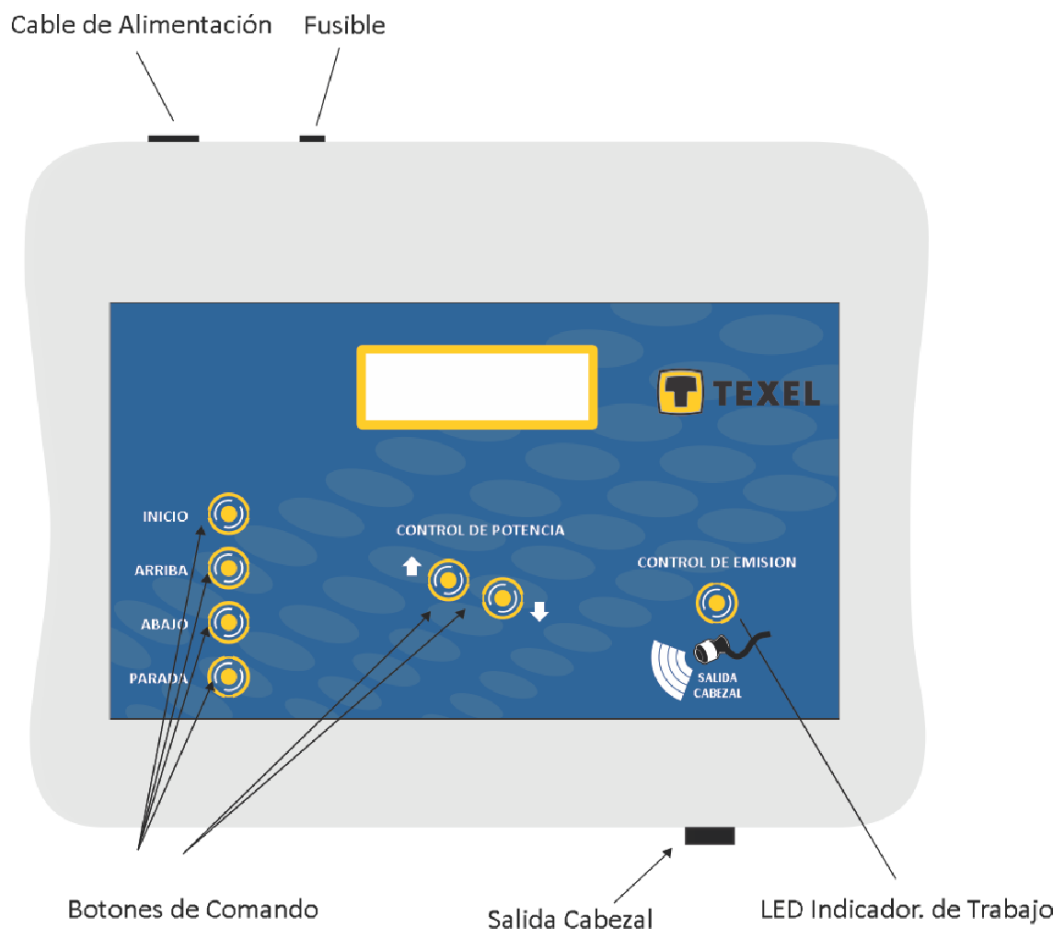 Cable de Alimentación
Fusible
TEXEL
INICIO
ARRIBA
ABAJO
PARADA
CONTROL DE POTENCIA
CONTROL DE EMISION
SALIDA
CABEZAL
Botones de Comando
Salida Cabezal
LED Indicador. de Trabajo